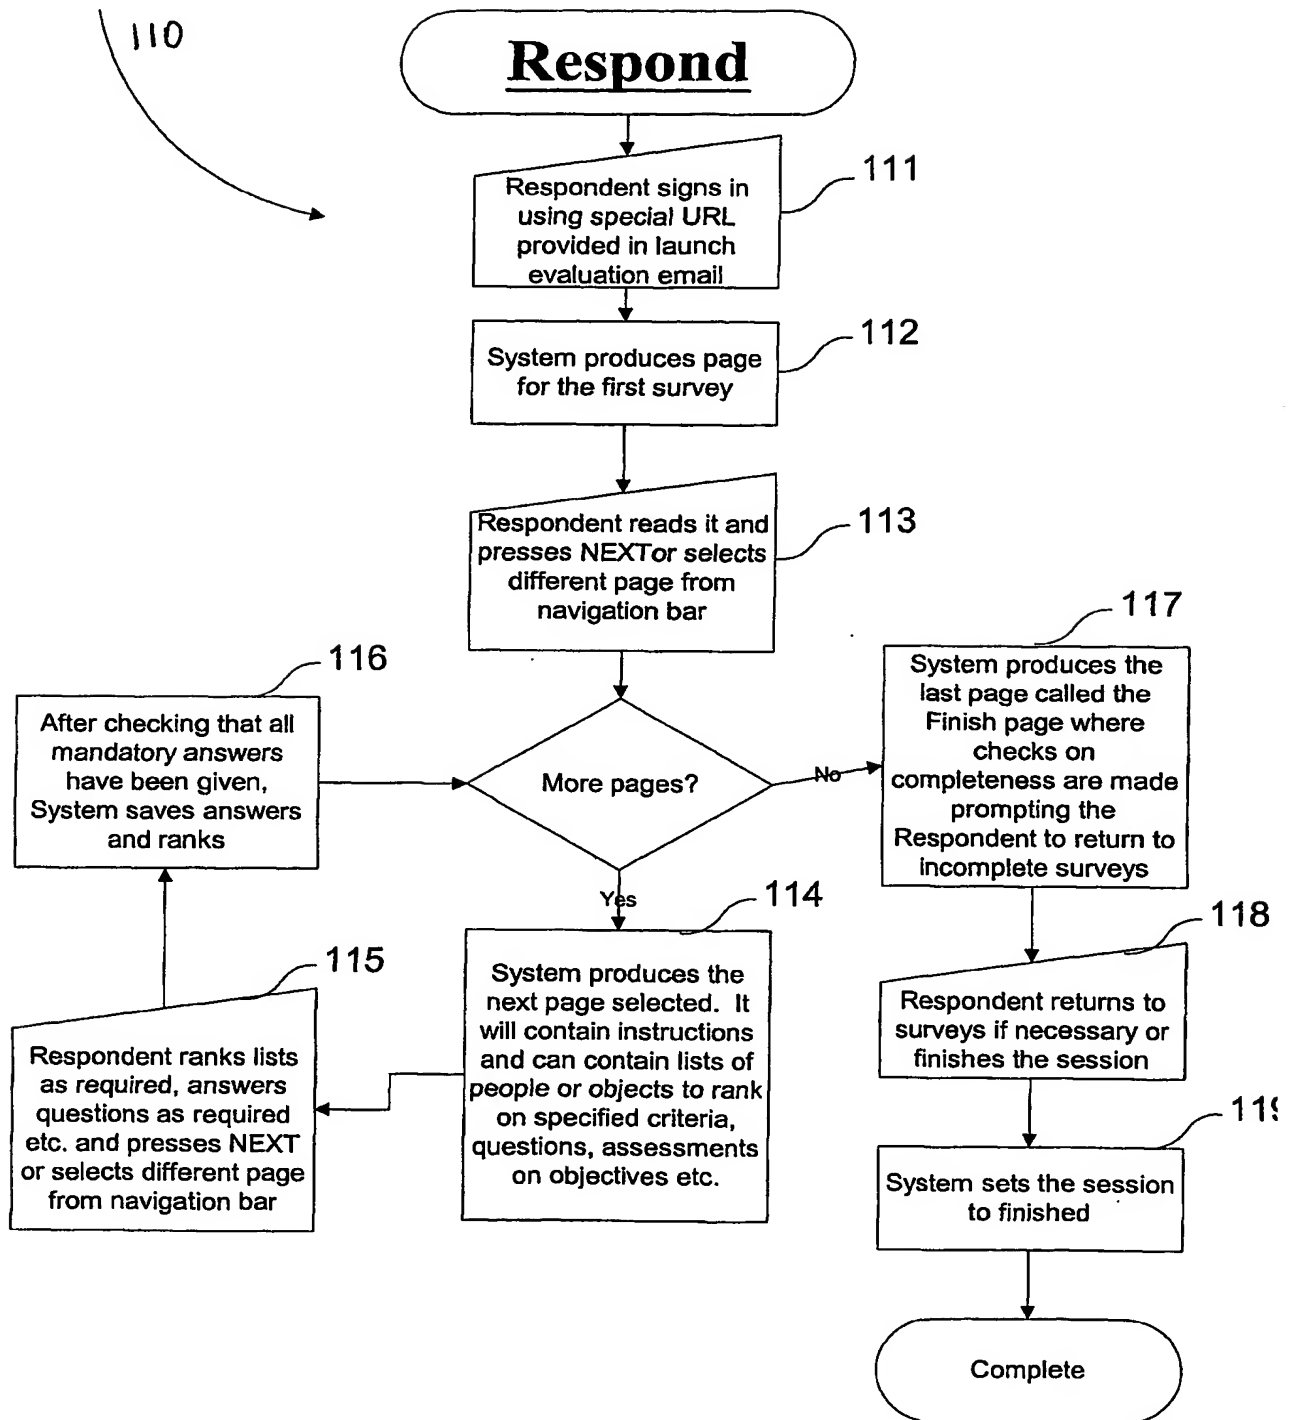 110
Respond
111
Respondent signs in
using special URL
provided in launch
evaluation email
112
System produces page
for the first survey
113
Respondent reads it and
presses NEXTor selects
different page from
navigation bar
117
System produces the
last page called the
Finish page where
checks on
completeness are made
prompting the
Respondent to return to
incomplete surveys
116
After checking that all
mandatory answers
have been given,
System saves answers
and ranks
More pages?
No
Yes
114
System produces the
next page selected. It
will contain instructions
and can contain lists of
people or objects to rank
on specified criteria,
questions, assessments
on objectives etc.
115
Respondent ranks lists
as required, answers
questions as required
etc. and presses NEXT
or selects different page
from navigation bar
118
Respondent returns to
surveys if necessary or
finishes the session
119
System sets the session
to finished
Complete